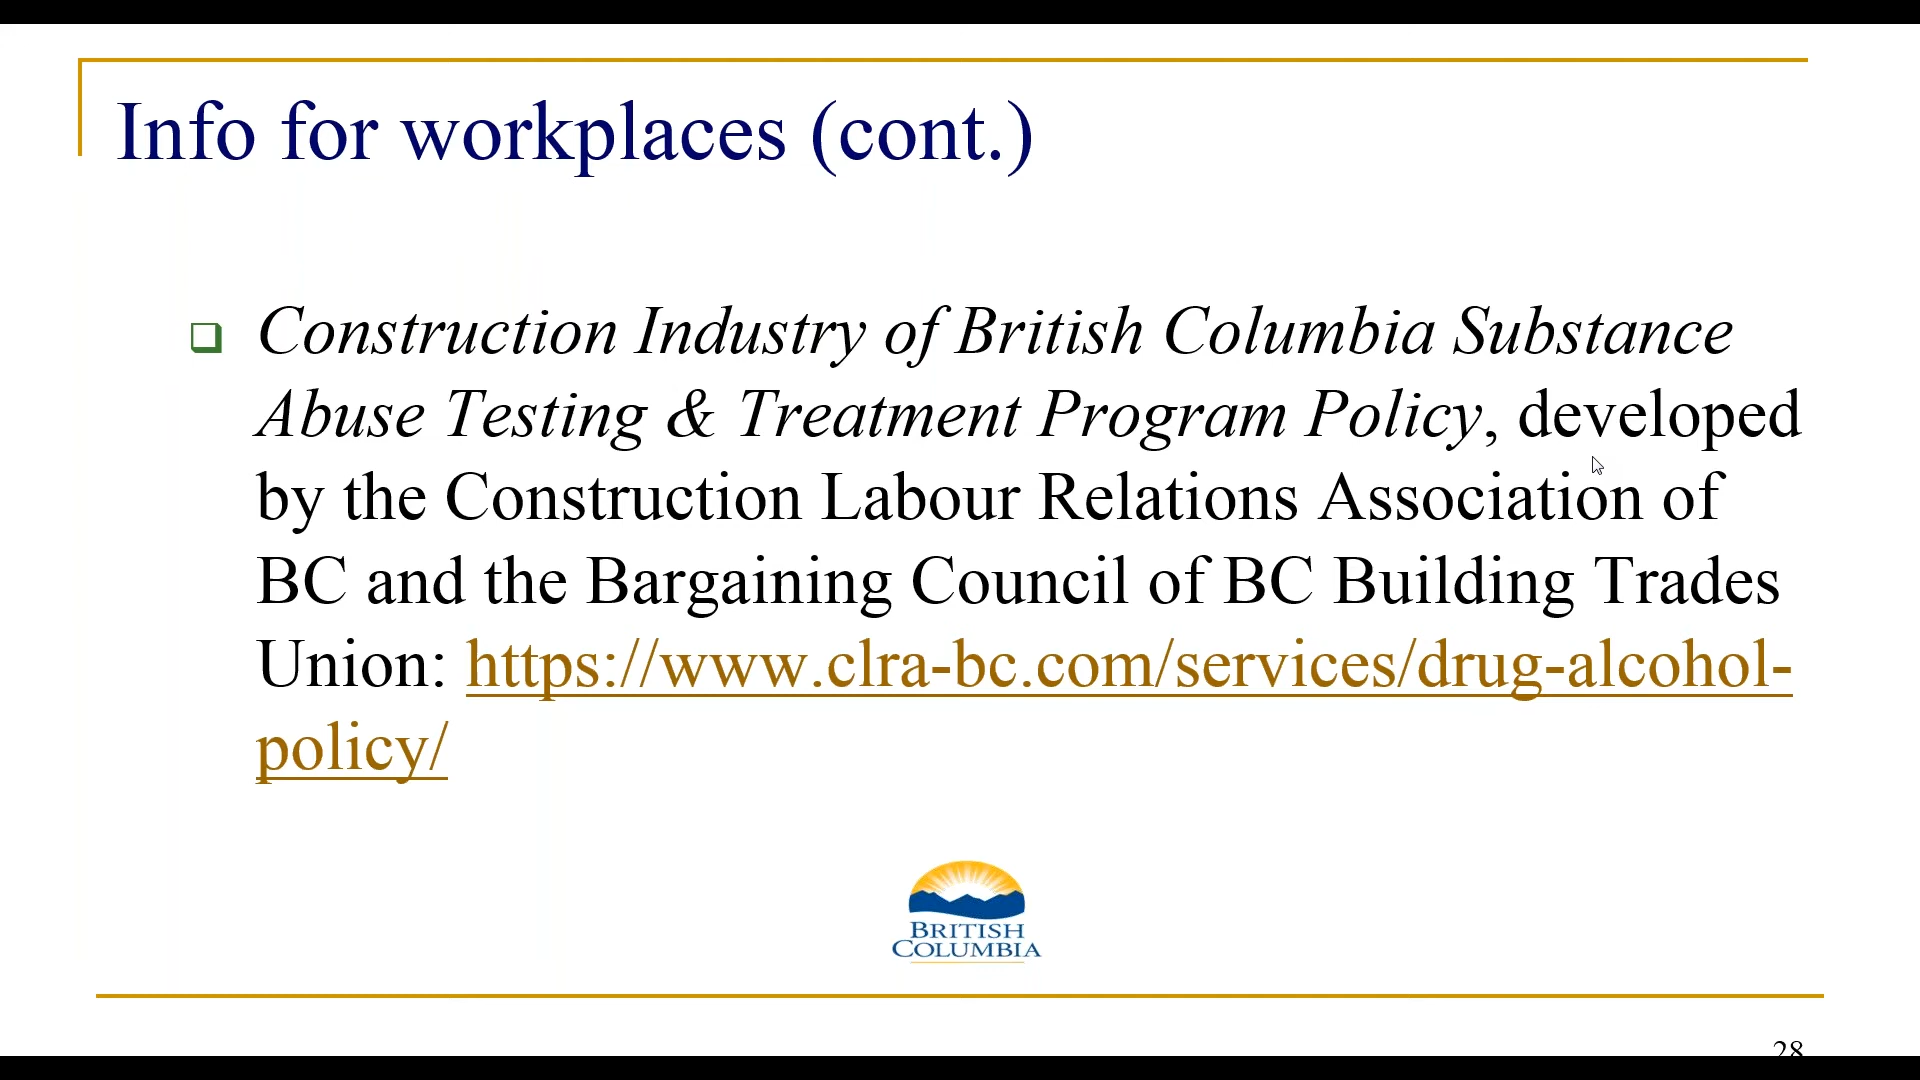 Info for workplaces (cont.)
Construction Industry of British Columbia Substance
Abuse Testing & Treatment Program Policy, developed
by the Construction Labour Relations Association of
BC and the Bargaining Council of BC Building Trades
Union: https://www.clra-bc.com/services/drug-alcohol-
policy/
BRITISH
COLUMBIA
28